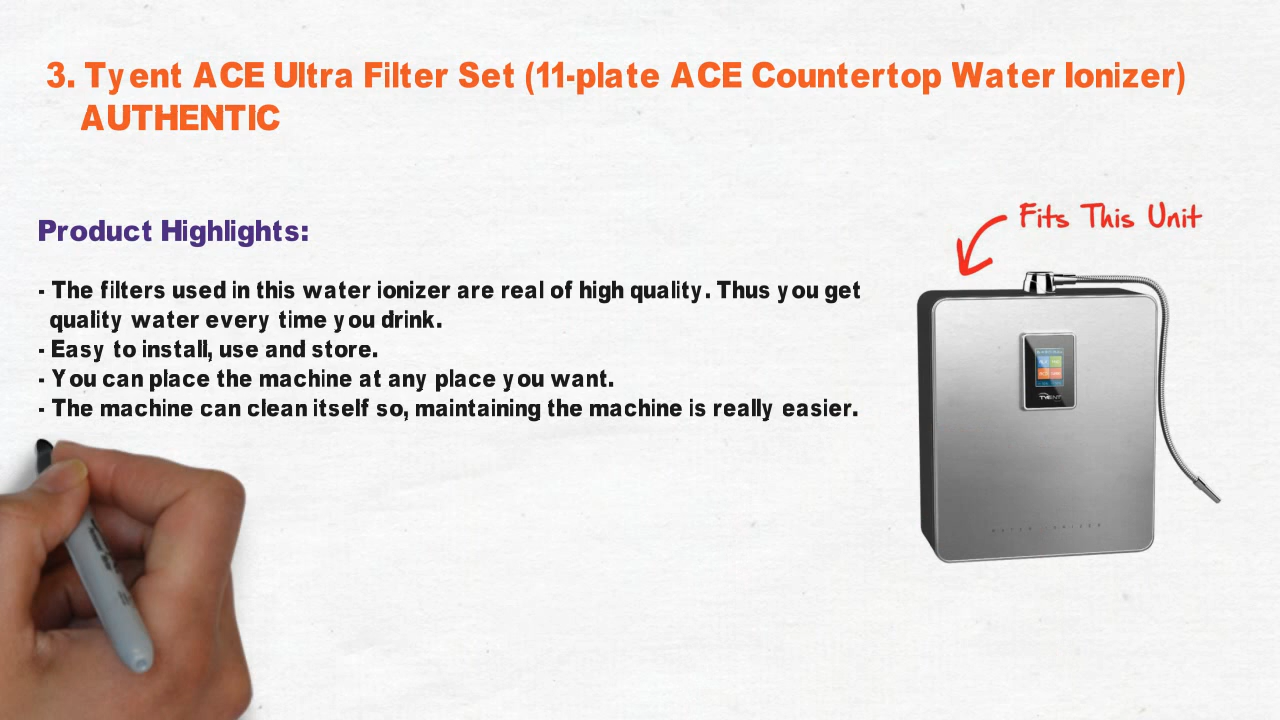 3. Tyent ACE Ultra Filter Set (11-plate ACE Countertop Water Ionizer)
AUTHENTIC
Product Highlights:
Fits This Unit
- The filters used in this water ionizer are real of high quality. Thus you get
quality water every time you drink.
- Easy to install, use and store.
- You can place the machine at any place you want.
- The machine can clean itself so, maintaining the machine is really easier.
TYENT
WATER IONIZER